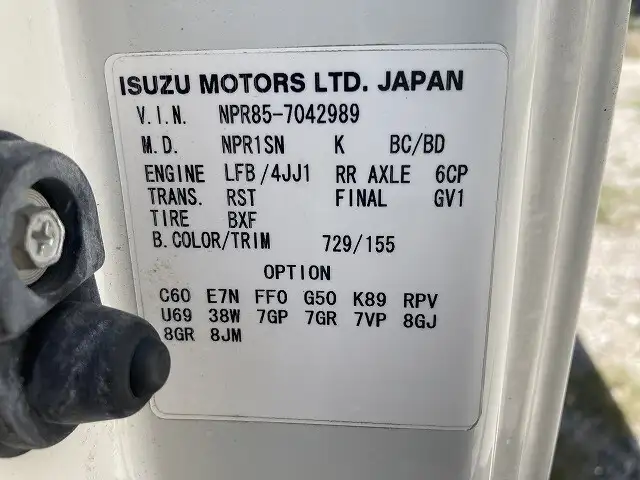 ISUZU MOTORS LTD. JAPAN
V.I.N. NPR85-7042989
M.D. NPR1SN K BC/BD
ENGINE LFB/4JJ1 RR AXLE 6CP
TRANS. RST FINAL GV1
TIRE BXF
B.COLOR/TRIM 729/155
OPTION
C60 E7N FF0 G50 K89 RPV
U69 38W 7GP 7GR 7VP 8GJ
8GR 8JM